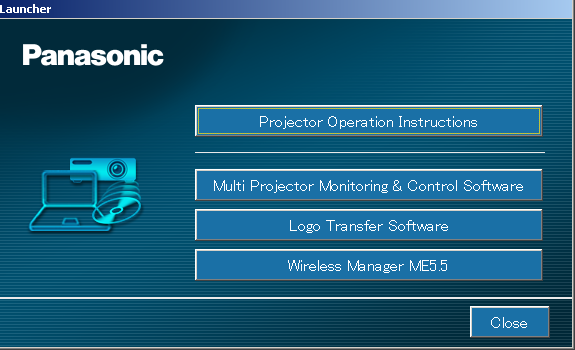 Launcher
Panasonic
Projector Operation Instructions
Multi Projector Monitoring & Control Software
Logo Transfer Software
Wireless Manager ME5.5
Close